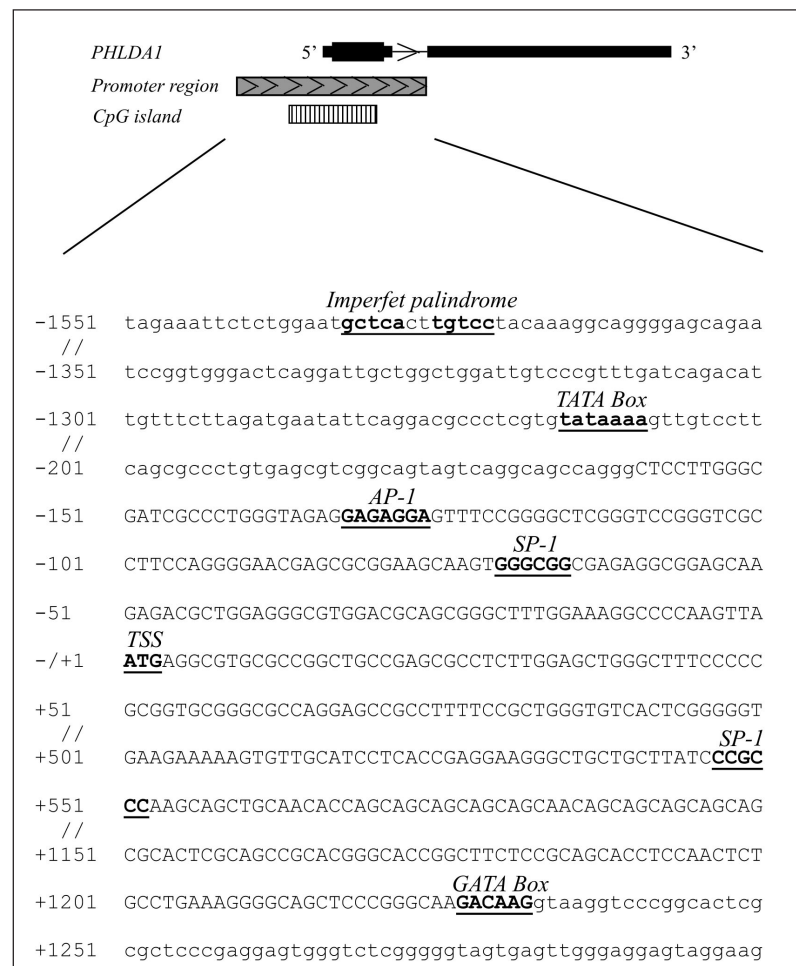 PHLDA1 5’ 3’
Promoter region
CpG island
Imperfet palindrome
-1551 tagaaattctctggaatgctcacttgtcctacaaaggcaggggagcagaa
//
-1351 tccggtgggactcaggattgctggctggattgtcccgtttgatcagacat
TATA Box
-1301 tgtttcttagatgaatattcaggacgccctcgtgtataaaagttgtcctt
//
-201 cagcgccctgtgagcgtcggcagtagtcaggcagccagggCTCCTTGGGC
AP-1
-151 GATCGCCCTGGGTAGAGGAGAGGAGTTTCCGGGGCTCGGGTCCGGGTCGC
SP-1
-101 CTTCCAGGGGAACGAGCGCGGAAGCAAGTGGGCGGCGAGAGGCGGAGCAA
-51 GAGACGCTGGAGGGCGTGGACGCAGCGGGCTTTGGAAAGGCCCCAAGTTA
TSS
-/+1 ATGAGGCGTGCGCCGGCTGCCGAGCGCCTCTTGGAGCTGGGCTTTCCCCC
+51 GCGGTGCGGGCGCCAGGAGCCGCCTTTTCCGCTGGGTGTCACTCGGGGGT
//
SP-1
+501 GAAGAAAAAGTGTTGCATCCTCACCGAGGAAGGGCTGCTGCTTATCCCGC
+551 CCAAGCAGCTGCAACACCAGCAGCAGCAGCAGCAACAGCAGCAGCAGCAG
//
+1151 CGCACTCGCAGCCGCACGGGCACCGGCTTCTCCGCAGCACCTCCAACTCT
GATA Box
+1201 GCCTGAAAGGGGCAGCTCCCGGGCAAGACAAGgtaaggtcccggcactcg
+1251 cgctcccgaggagtgggtctcgggggtagtgagttgggaggagtaggaag